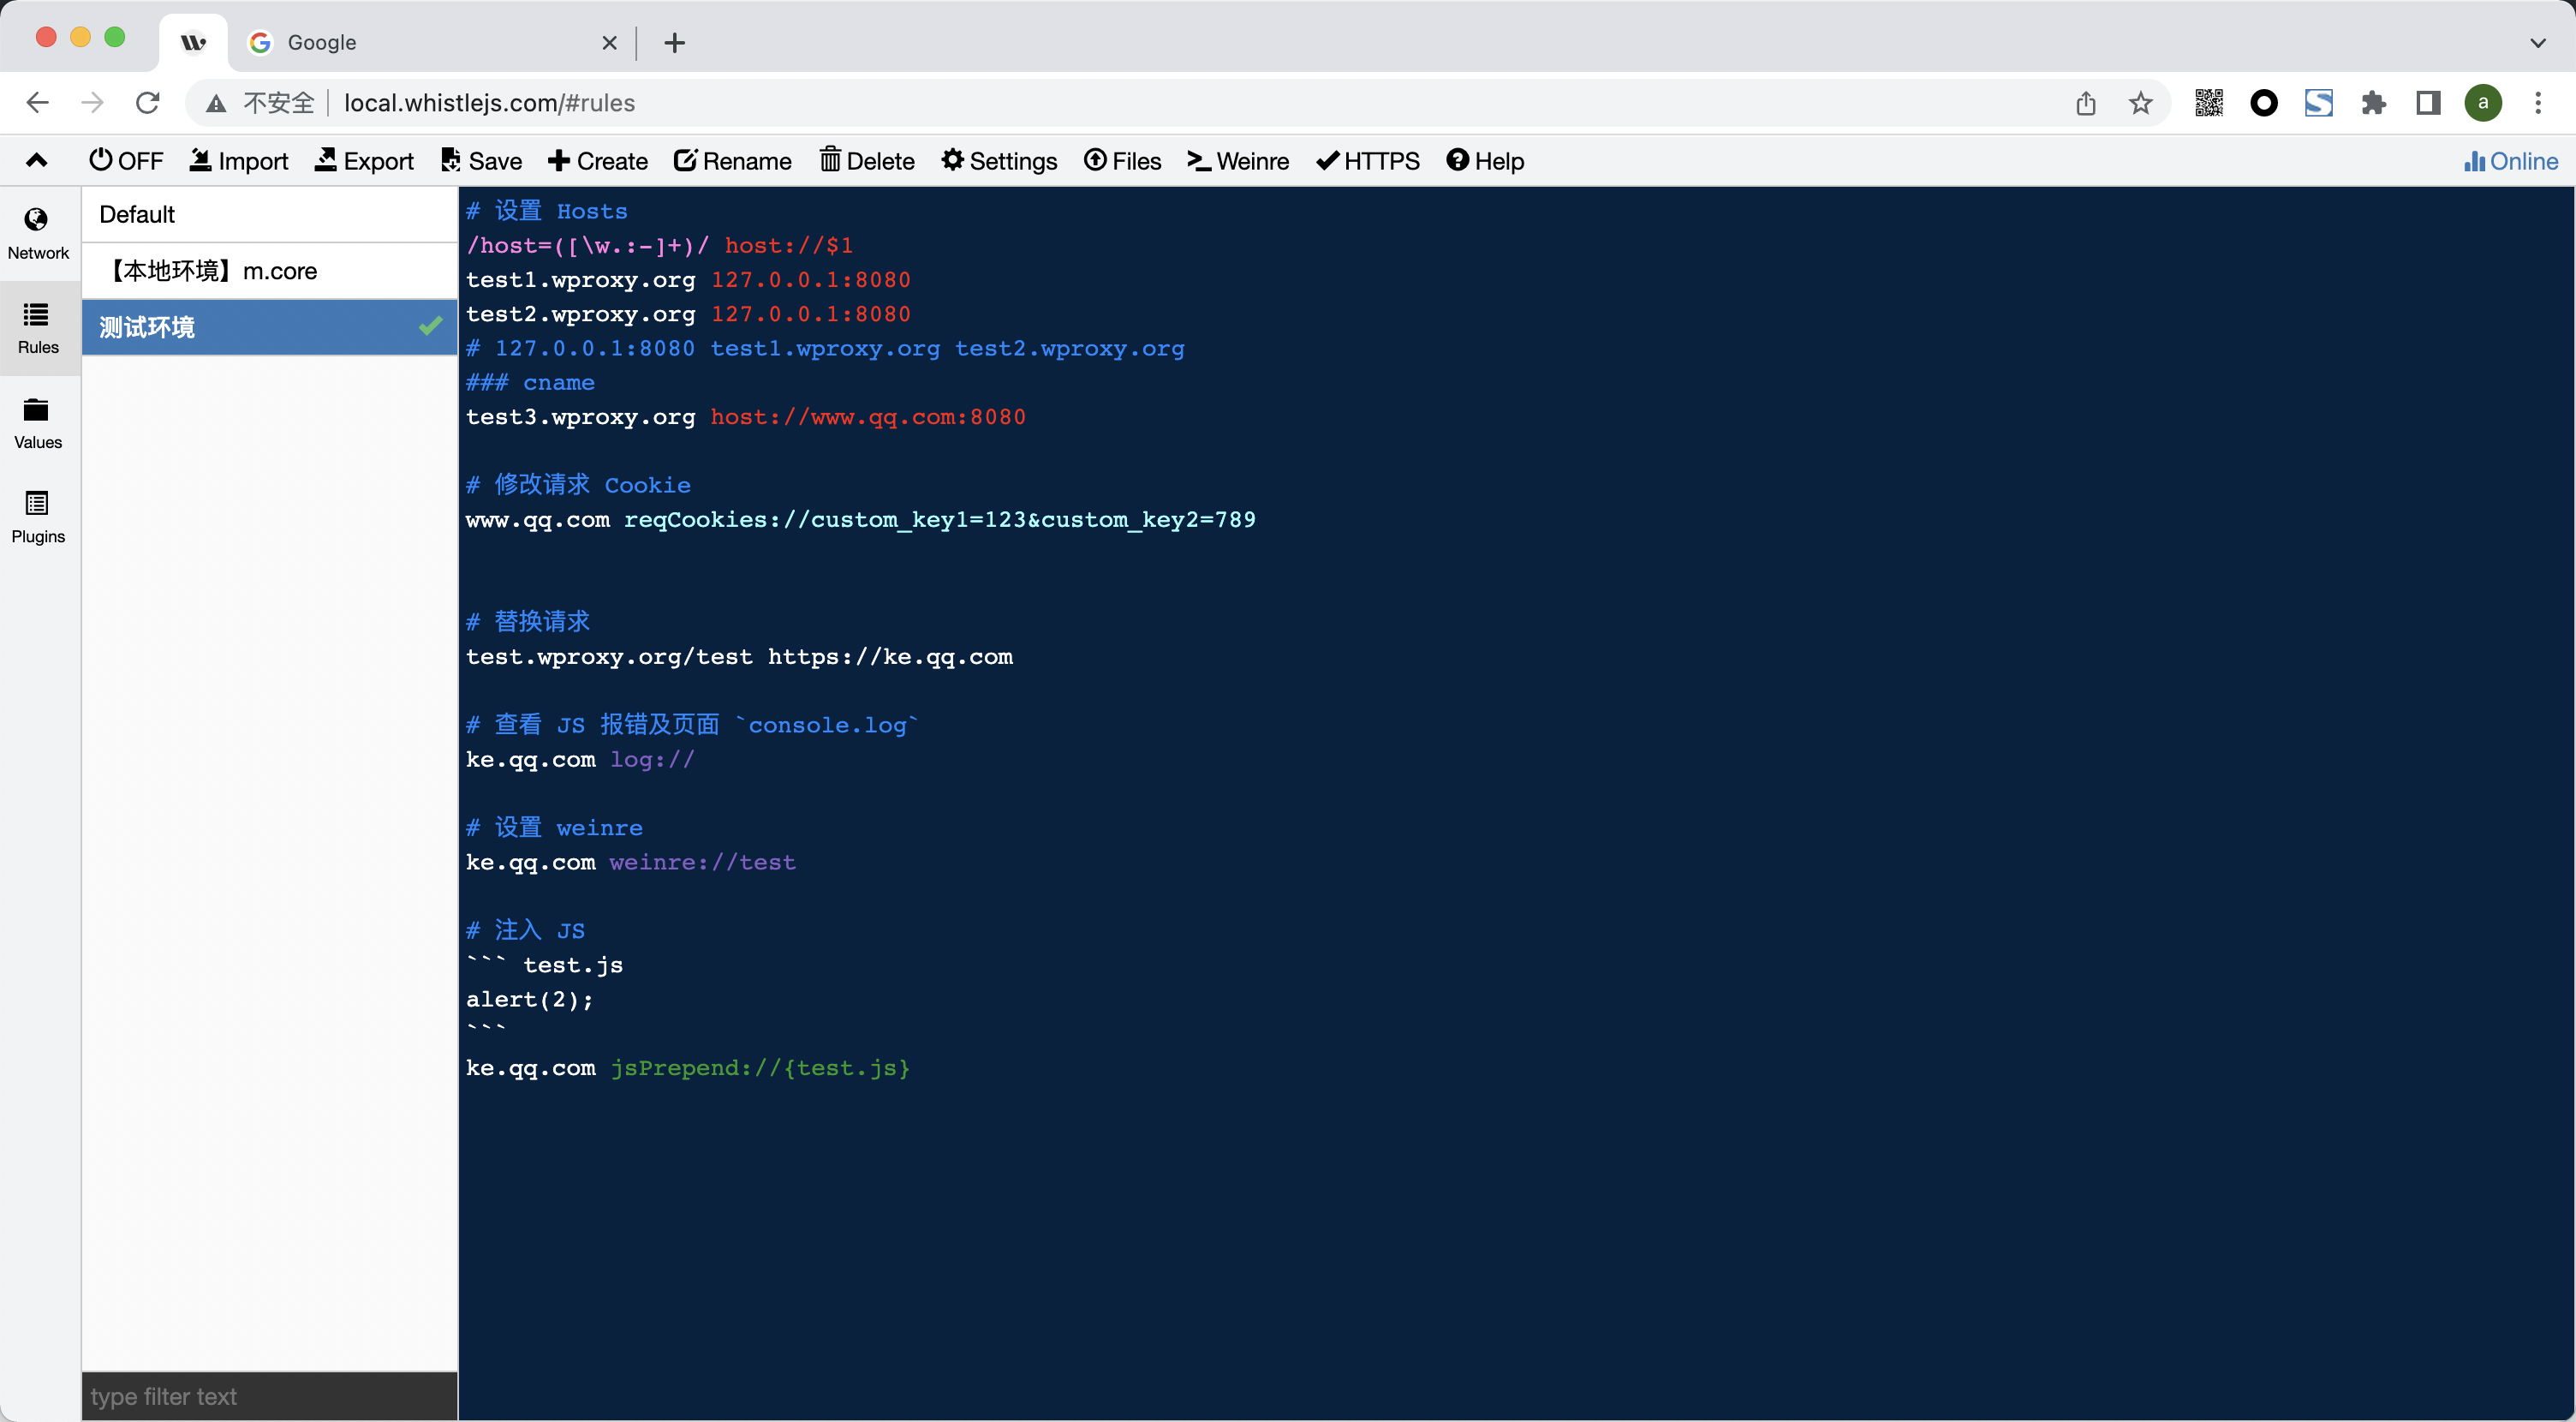 Google
不安全 local.whistlejs.com/#rules
a
OFF Import Export Save Create Rename Delete Settings Files Weinre HTTPS Help Online
Network
Rules
Values
Plugins
Default
【本地环境】m.core
测试环境
type filter text
# 设置 Hosts
/host=([\w.:-]+)/ host://$1
test1.wproxy.org 127.0.0.1:8080
test2.wproxy.org 127.0.0.1:8080
# 127.0.0.1:8080 test1.wproxy.org test2.wproxy.org
### cname
test3.wproxy.org host://www.qq.com:8080
# 修改请求 Cookie
www.qq.com reqCookies://custom_key1=123&custom_key2=789
# 替换请求
test.wproxy.org/test https://ke.qq.com
# 查看 JS 报错及页面 `console.log`
ke.qq.com log://
# 设置 weinre
ke.qq.com weinre://test
# 注入 JS
``` test.js
alert(2);
```
ke.qq.com jsPrepend://{test.js}